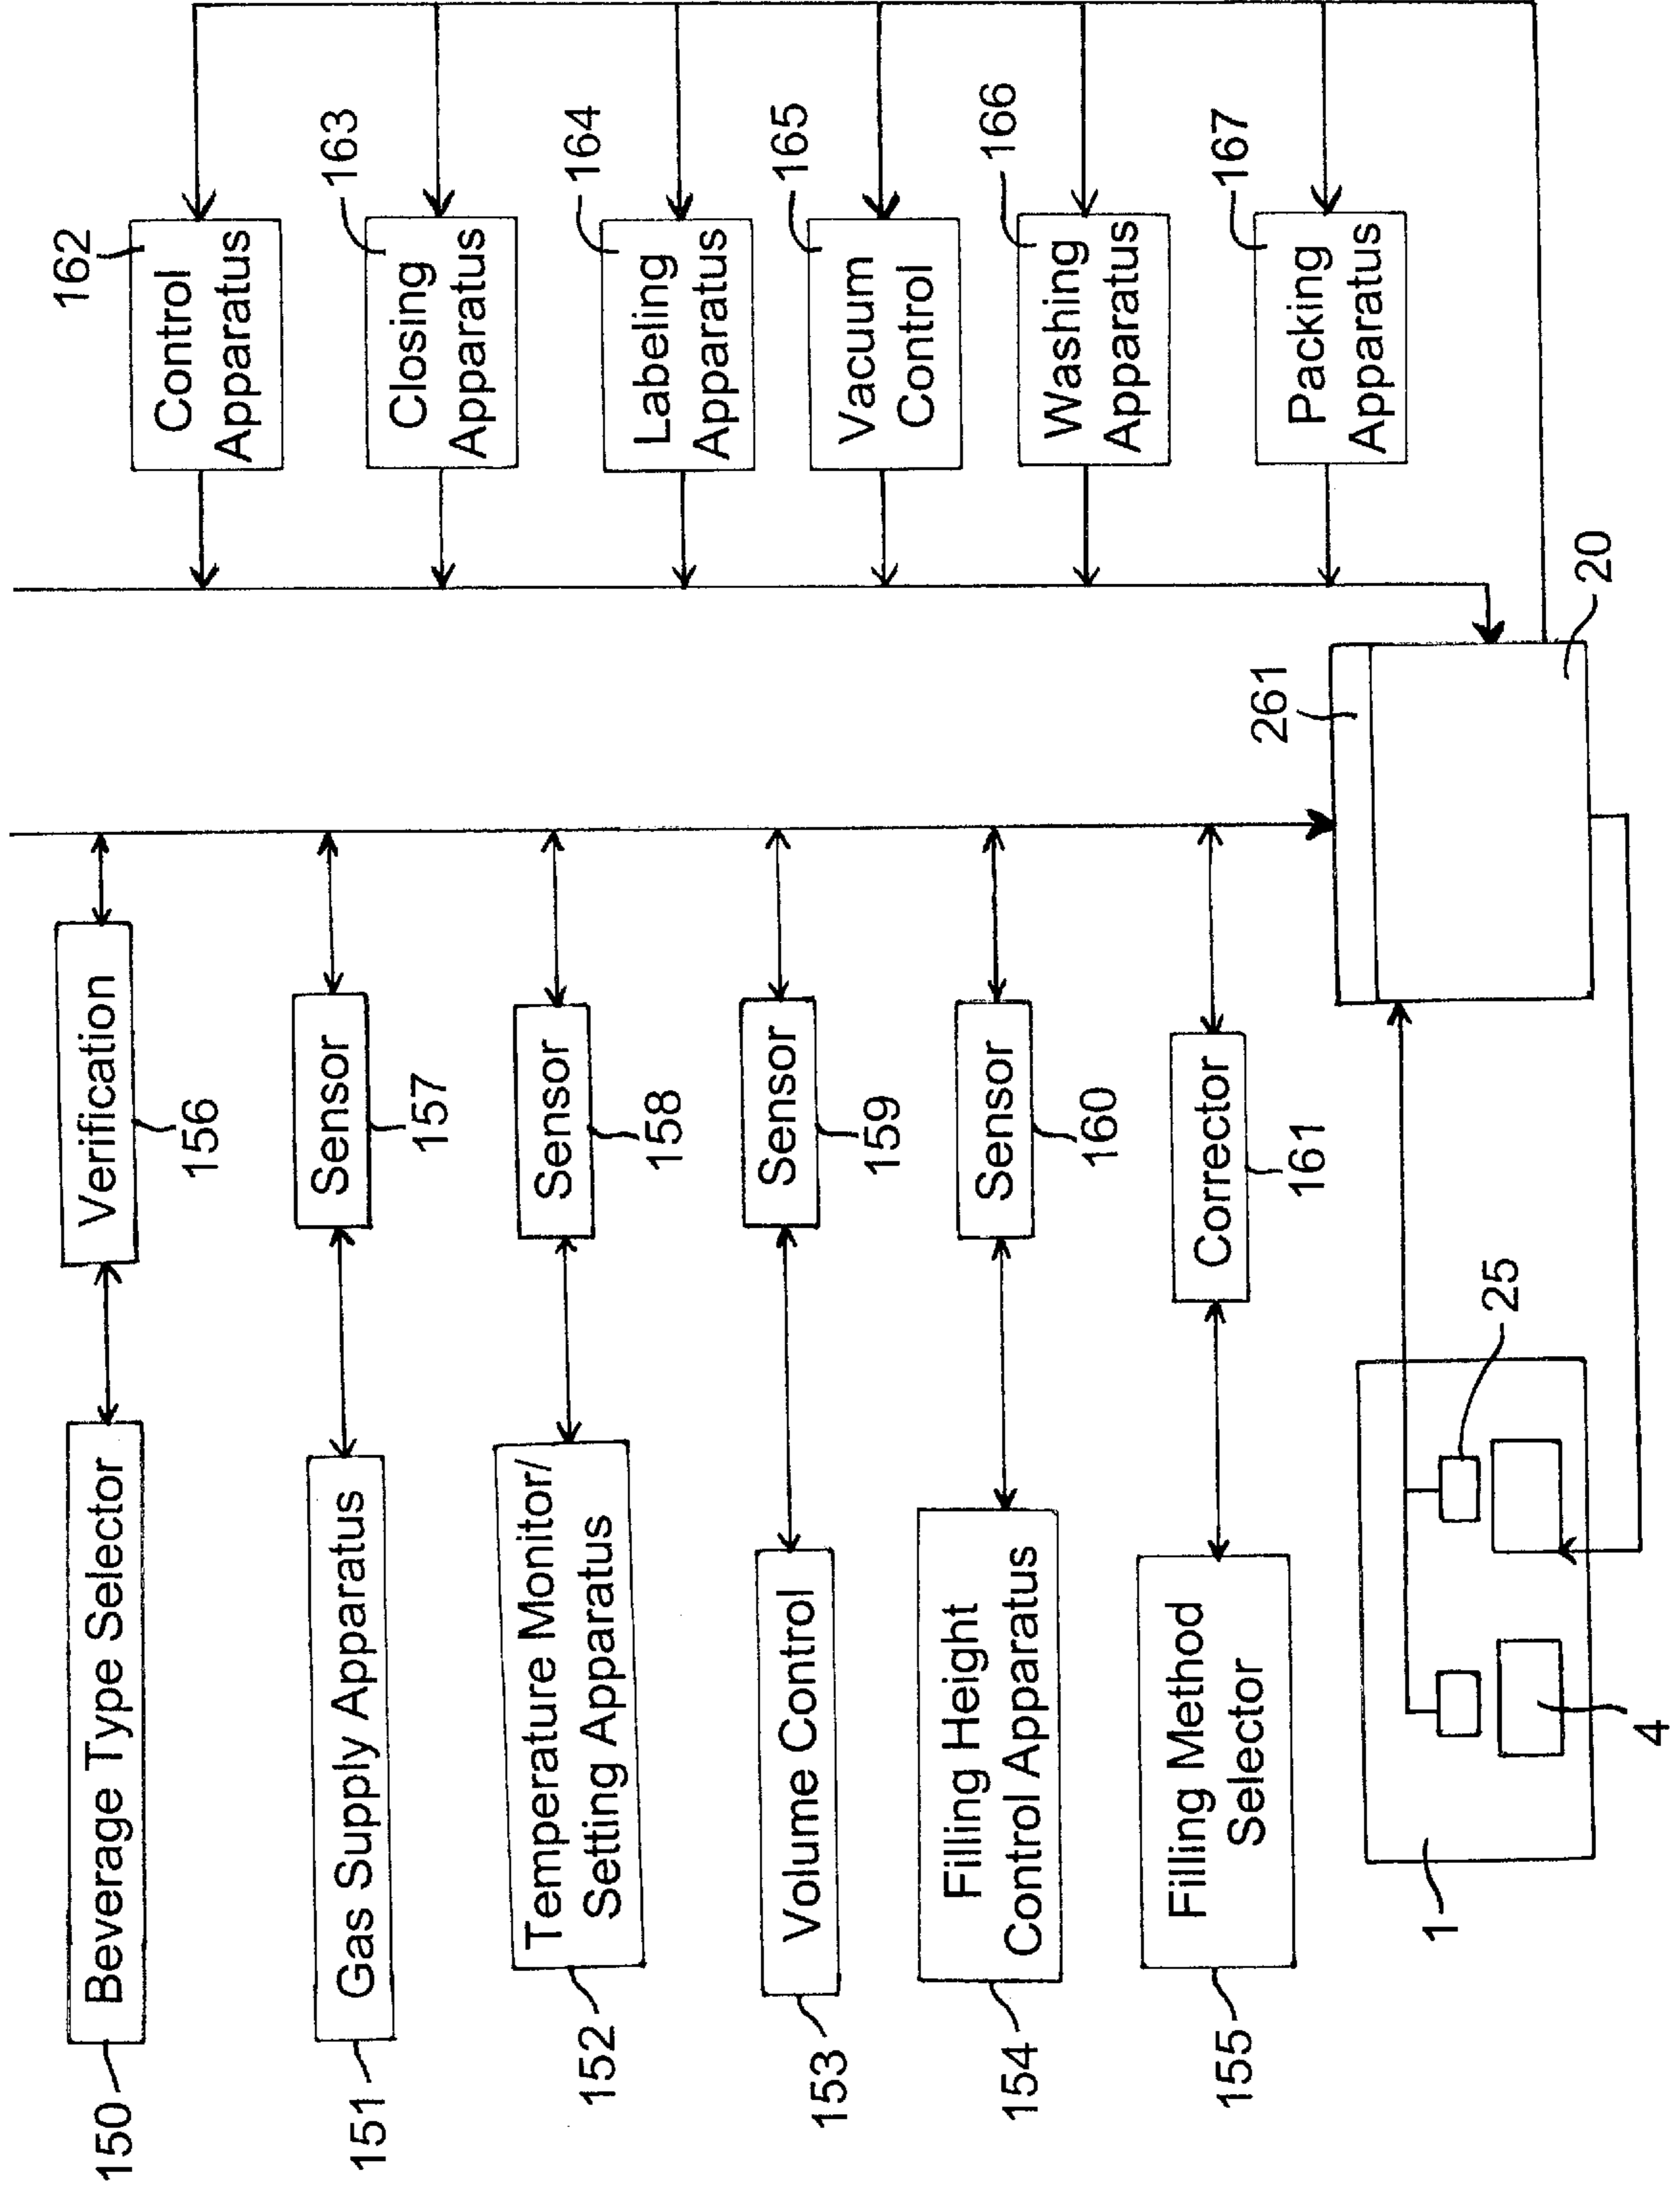 150
Beverage Type Selector
Verification
156
162
Control
Apparatus
151
Gas Supply Apparatus
Sensor
157
163
Closing
Apparatus
152
Temperature Monitor/
Setting Apparatus
Sensor
158
164
Labeling
Apparatus
153
Volume Control
Sensor
159
165
Vacuum
Control
154
Filling Height
Control Apparatus
Sensor
160
166
Washing
Apparatus
155
Filling Method
Selector
Corrector
161
167
Packing
Apparatus
1
4
25
261
20